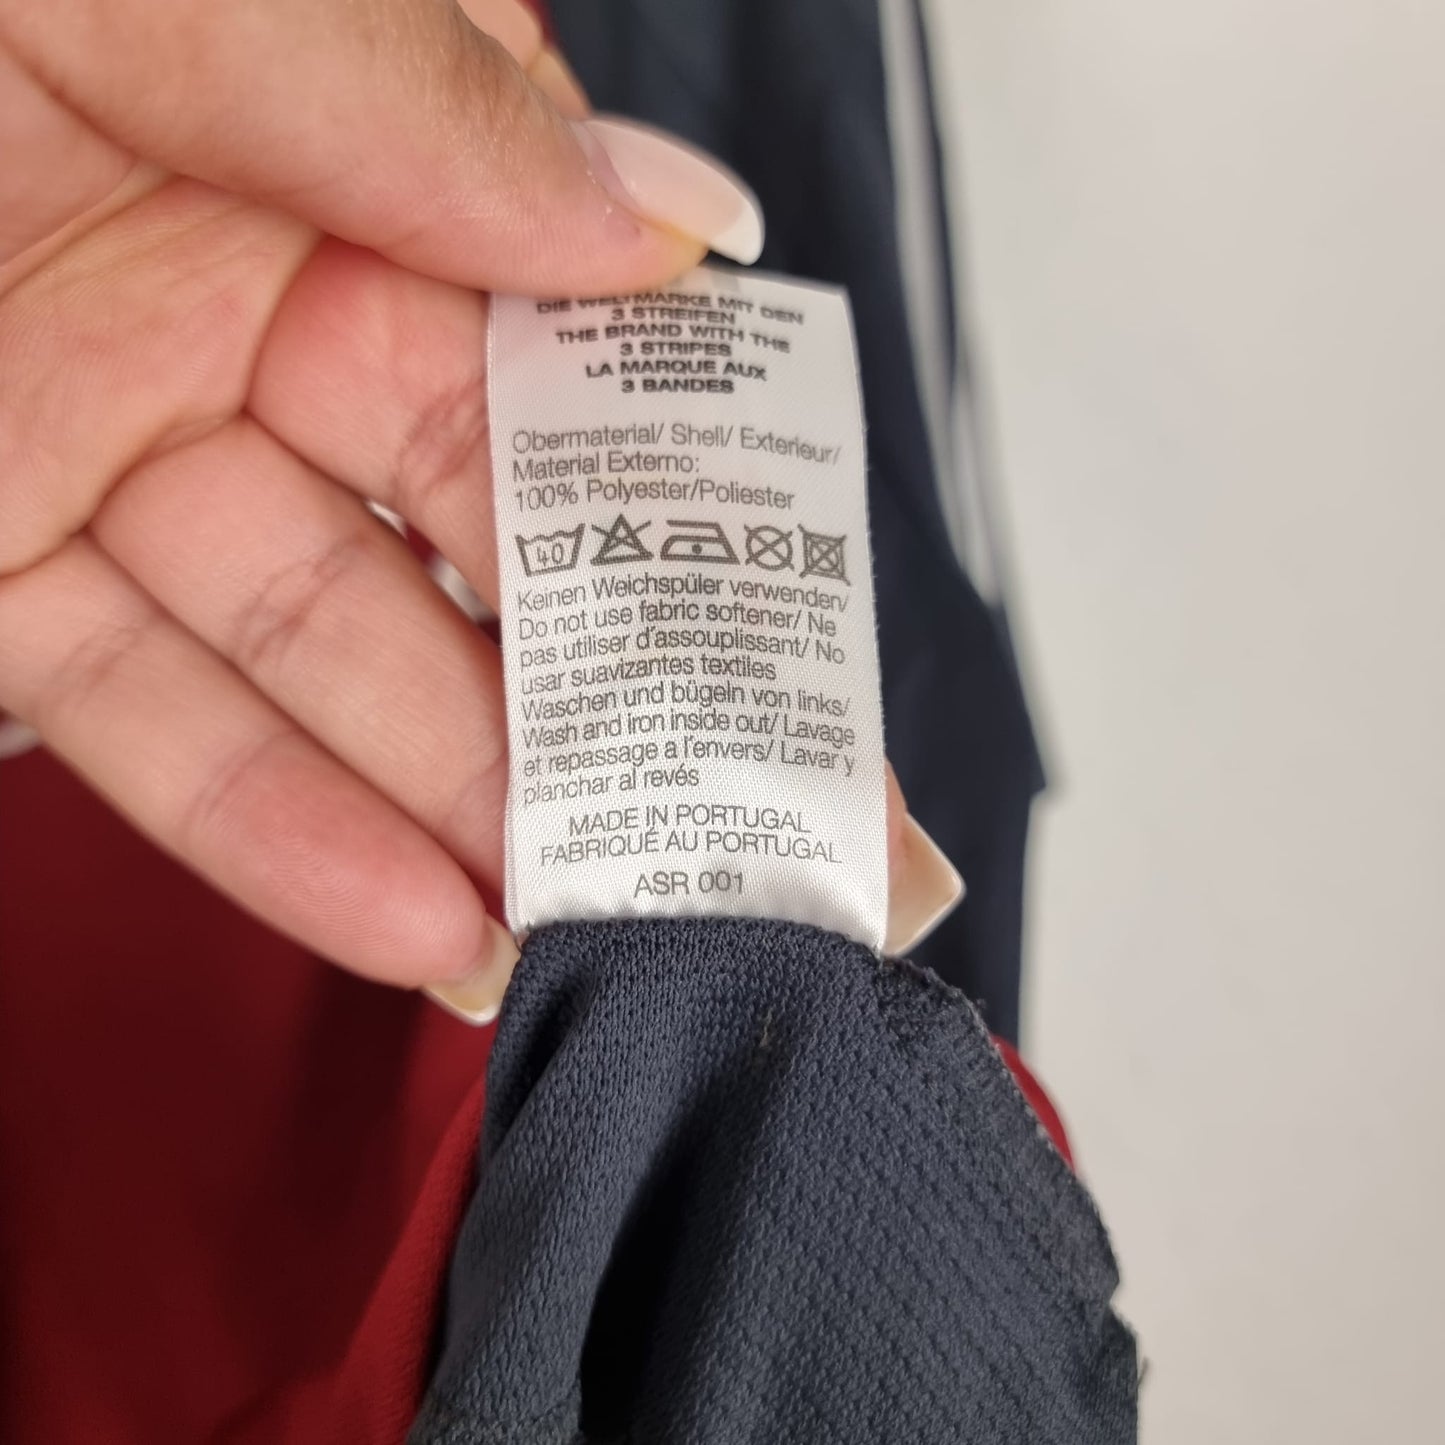 DIE WELTMARKE MIT DEN
3 STREIFEN
THE BRAND WITH THE
3 STRIPES
LA MARQUE AUX
3 BANDES
Obermaterial/ Shell/ Exterieur/
Material Externo:
100% Polyester/Poliester
40
Keinen Weichspüler verwenden/
Do not use fabric softener/ Ne
pas utiliser d'assouplissant/ No
usar suavizantes textiles
Waschen und bügeln von links/
Wash and Iron inside out/ Lavage
et repassage a l'envers/ Lavar y
planchar al revés
MADE IN PORTUGAL
FABRIQUÉ AU PORTUGAL
ASR 001